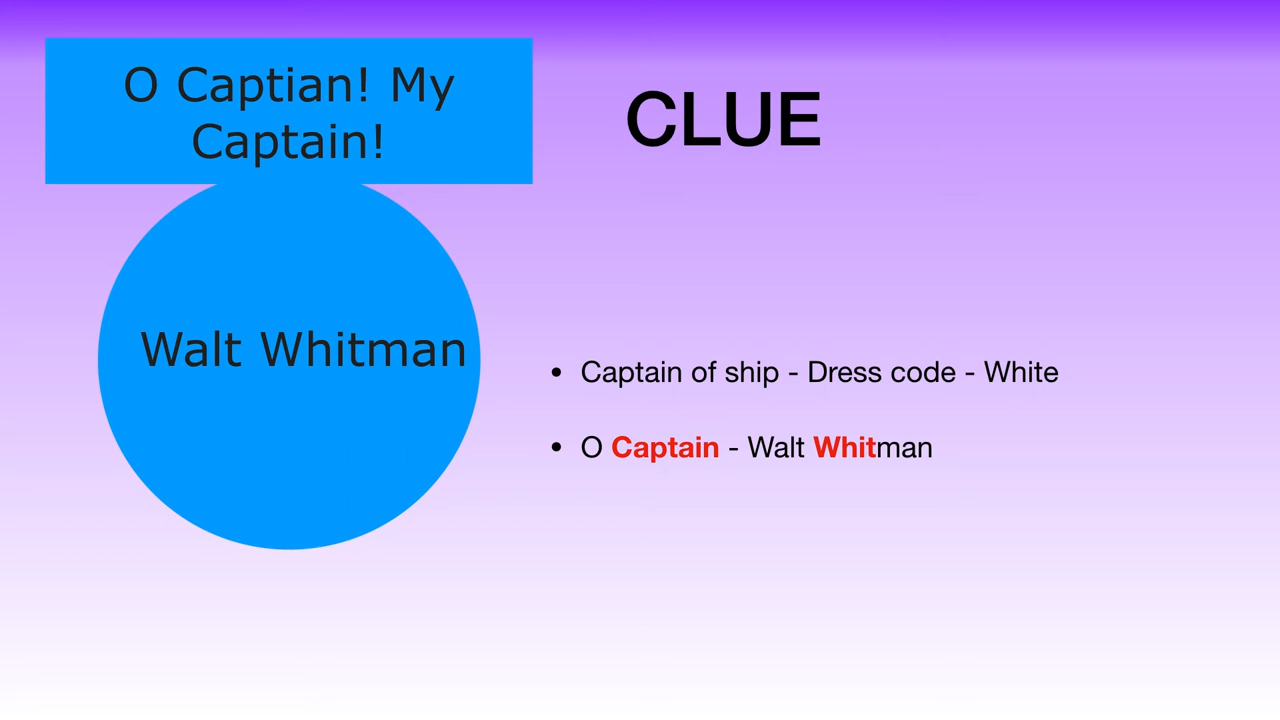 O Captian! My
Captain!
CLUE
Walt Whitman
• Captain of ship - Dress code - White
• O Captain - Walt Whitman